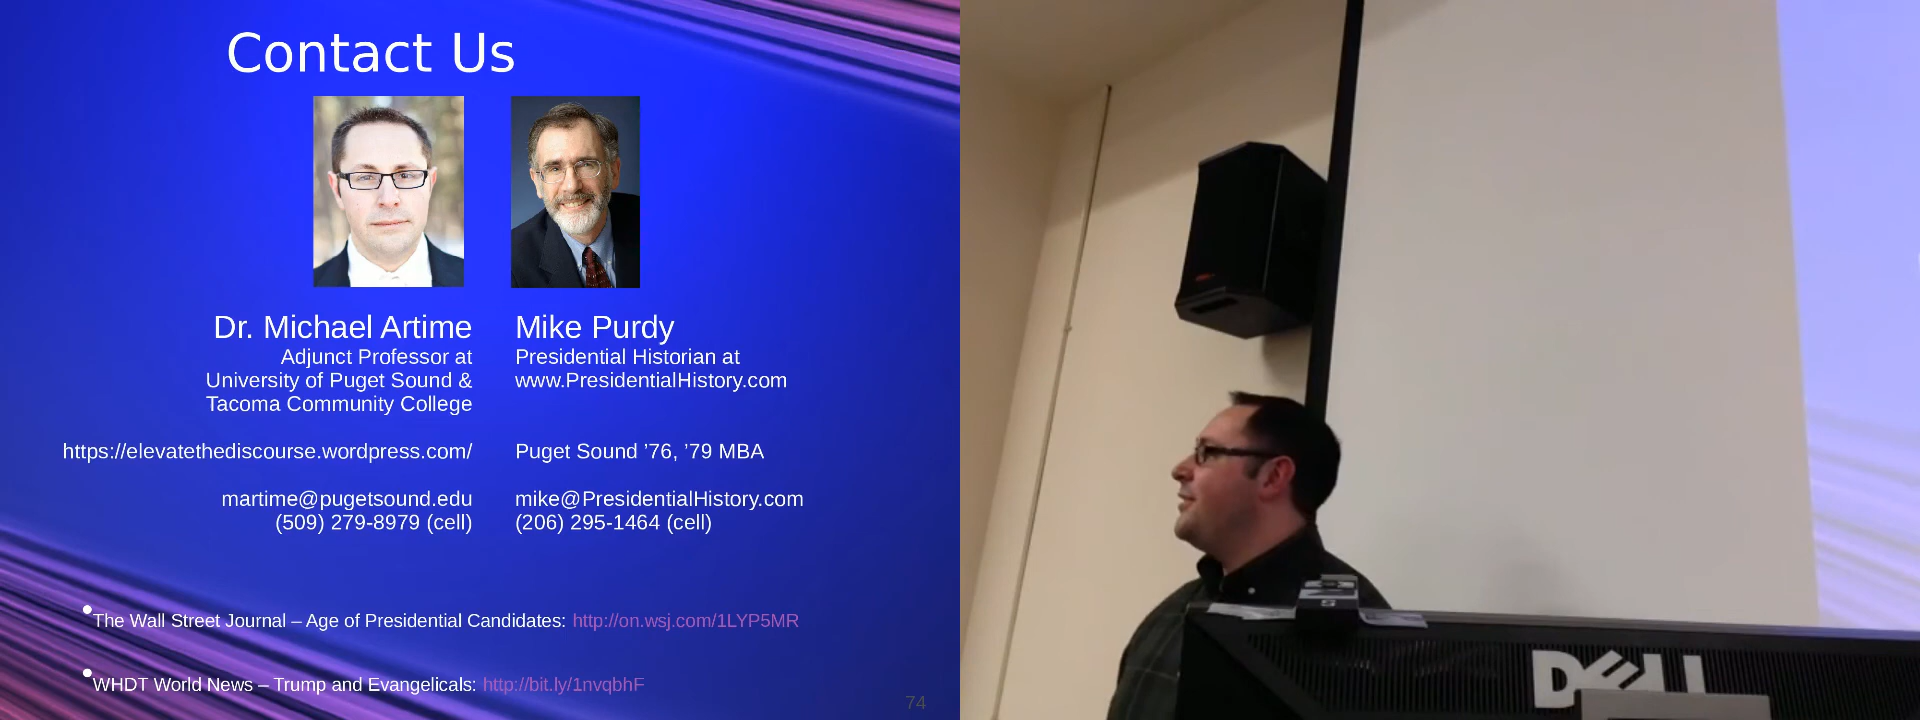 Contact Us
Dr. Michael Artime
Adjunct Professor at
University of Puget Sound &
Tacoma Community College
https://elevatethediscourse.wordpress.com/
martime@pugetsound.edu
(509) 279-8979 (cell)
Mike Purdy
Presidential Historian at
www.PresidentialHistory.com
Puget Sound ’76, ’79 MBA
mike@PresidentialHistory.com
(206) 295-1464 (cell)
•The Wall Street Journal – Age of Presidential Candidates: http://on.wsj.com/1LYP5MR
•WHDT World News – Trump and Evangelicals: http://bit.ly/1nvqbhF
74
DELL